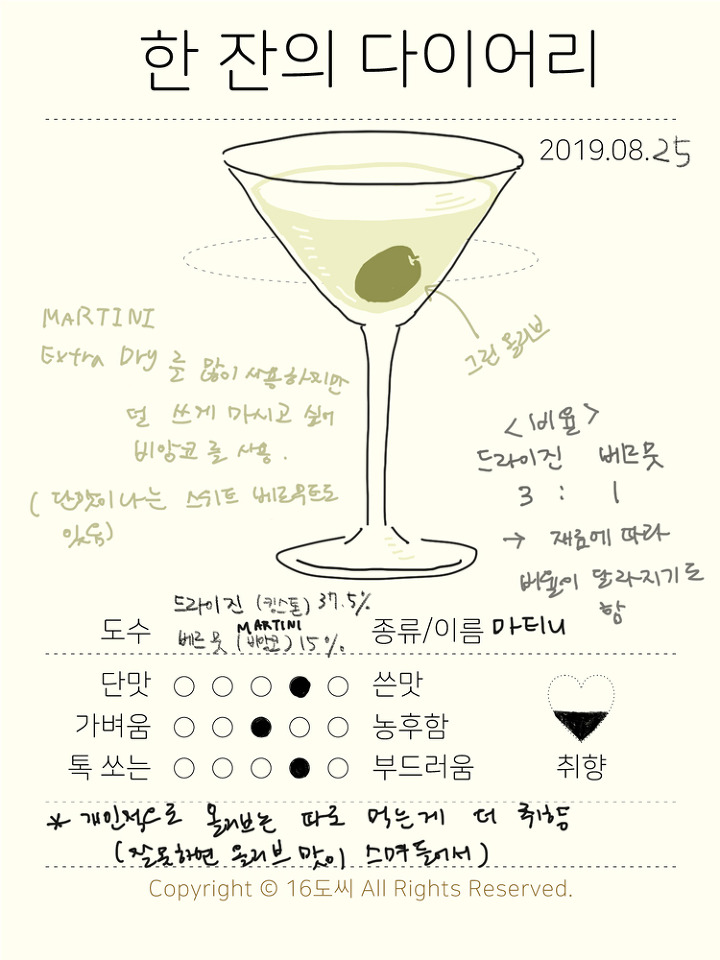 한 잔의 다이어리
2019.08.25
MARTINI
Extra Dry를 많이 사용하지만
덜 쓰게 마시고 싶어
비앙코를 사용.
(단맛이 나는 스위트 베르무트도
있음)
그린 올리브
<비율>
드라이진 베르뭇
3 : 1
→ 재료에 따라
비율이 달라지기도
함
도수
드라이진 (킹스톤) 37.5%
베르뭇 (MARTINI 비앙코) 15%
종류/이름 마티니
단맛 쓴맛
가벼움 농후함
톡 쏘는 부드러움
취향
* 개인적으로 올리브는 따로 먹는게 더 취향
(잘못하면 올리브 맛이 스며들어서)
Copyright © 16도씨 All Rights Reserved.